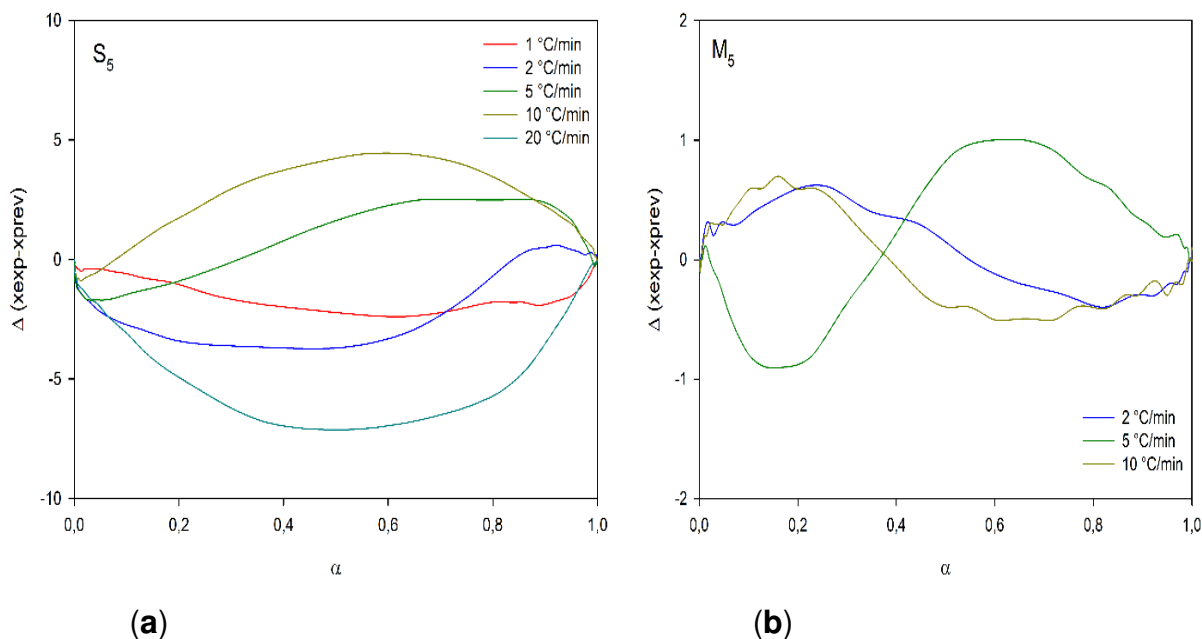 S5
1 °C/min
2 °C/min
5 °C/min
10 °C/min
20 °C/min
10
5
0
-5
-10
Δ (xexp-xprev)
0,0
0,2
0,4
0,6
0,8
1,0
α
(a)
M5
2
1
0
-1
-2
Δ (xexp-xprev)
2 °C/min
5 °C/min
10 °C/min
0,0
0,2
0,4
0,6
0,8
1,0
α
(b)